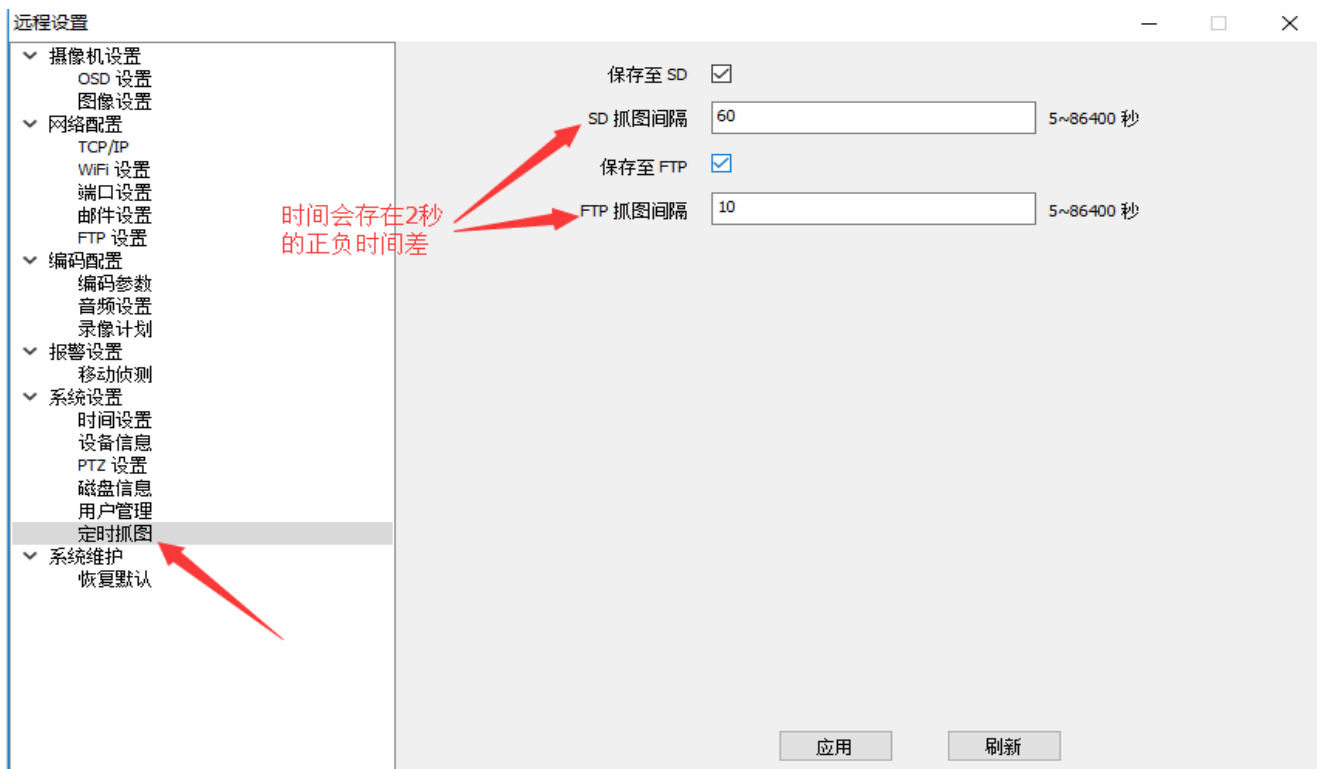 远程设置
摄像机设置
OSD 设置
图像设置
网络配置
TCP/IP
WiFi 设置
端口设置
邮件设置
FTP 设置
编码配置
编码参数
音频设置
录像计划
报警设置
移动侦测
系统设置
时间设置
设备信息
PTZ 设置
磁盘信息
用户管理
定时抓图
系统维护
恢复默认
保存至 SD
SD 抓图间隔 60 5~86400 秒
保存至 FTP
FTP 抓图间隔 10 5~86400 秒
时间会存在2秒
的正负时间差
应用 刷新